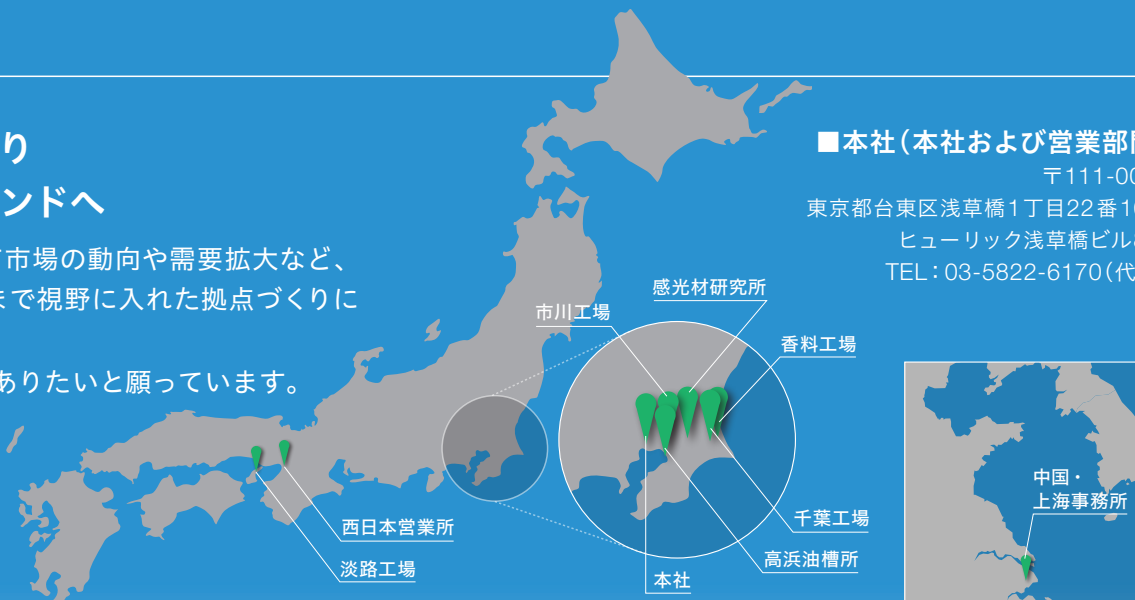 り
ンドへ
市場の動向や需要拡大など、
まで視野に入れた拠点づくりに
ありたいと願っています。
■本社（本社および営業部
〒111-00
東京都台東区浅草橋1丁目22番1
ヒューリック浅草橋ビル
TEL：03-5822-6170（代
感光材研究所
市川工場
香料工場
中国・
上海事務所
千葉工場
西日本営業所
高浜油槽所
淡路工場
本社